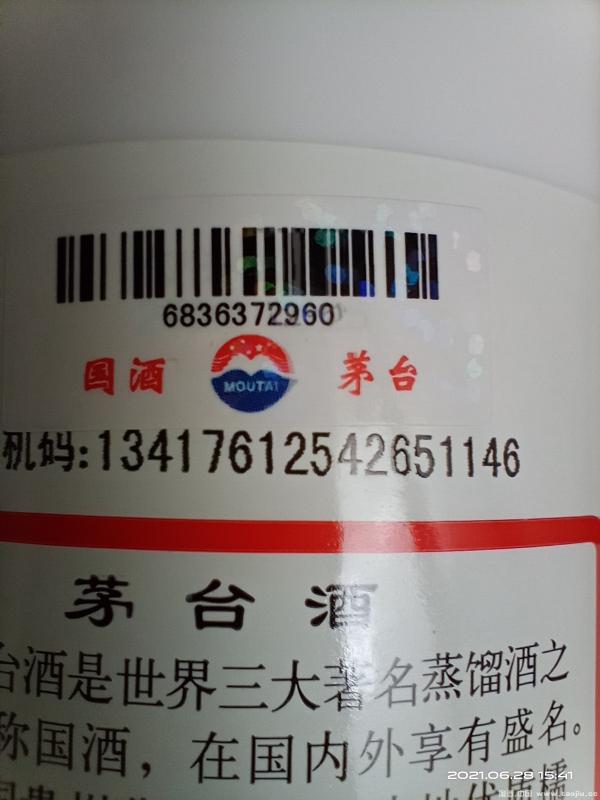 6836372960
国酒 MOUTAI 茅台
机码:13417612542651146
茅台酒
台酒是世界三大著名蒸馏酒之
称国酒，在国内外享有盛名。
2021.06.28 15:41